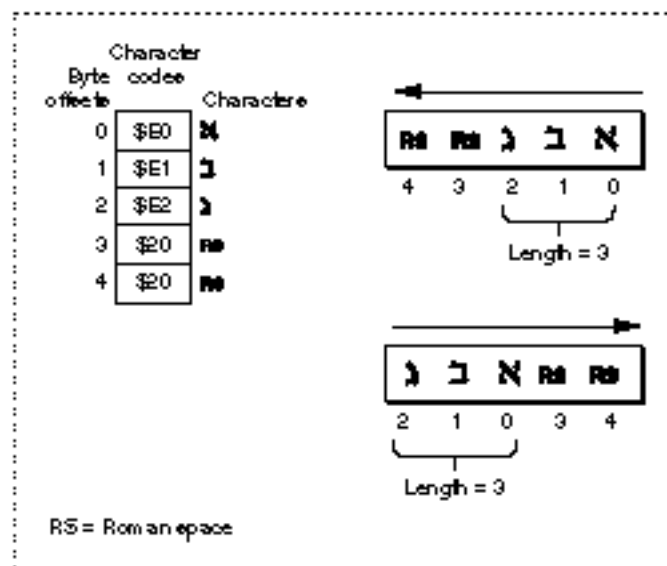 Character
Byte codes
offsets Characters
0 $E0 א
1 $E1 ב
2 $E2 נ
3 $20 RS
4 $20 RS
RS RS נ ב א
4 3 2 1 0
Length = 3
נ ב א RS RS
2 1 0 3 4
Length = 3
RS = Roman space